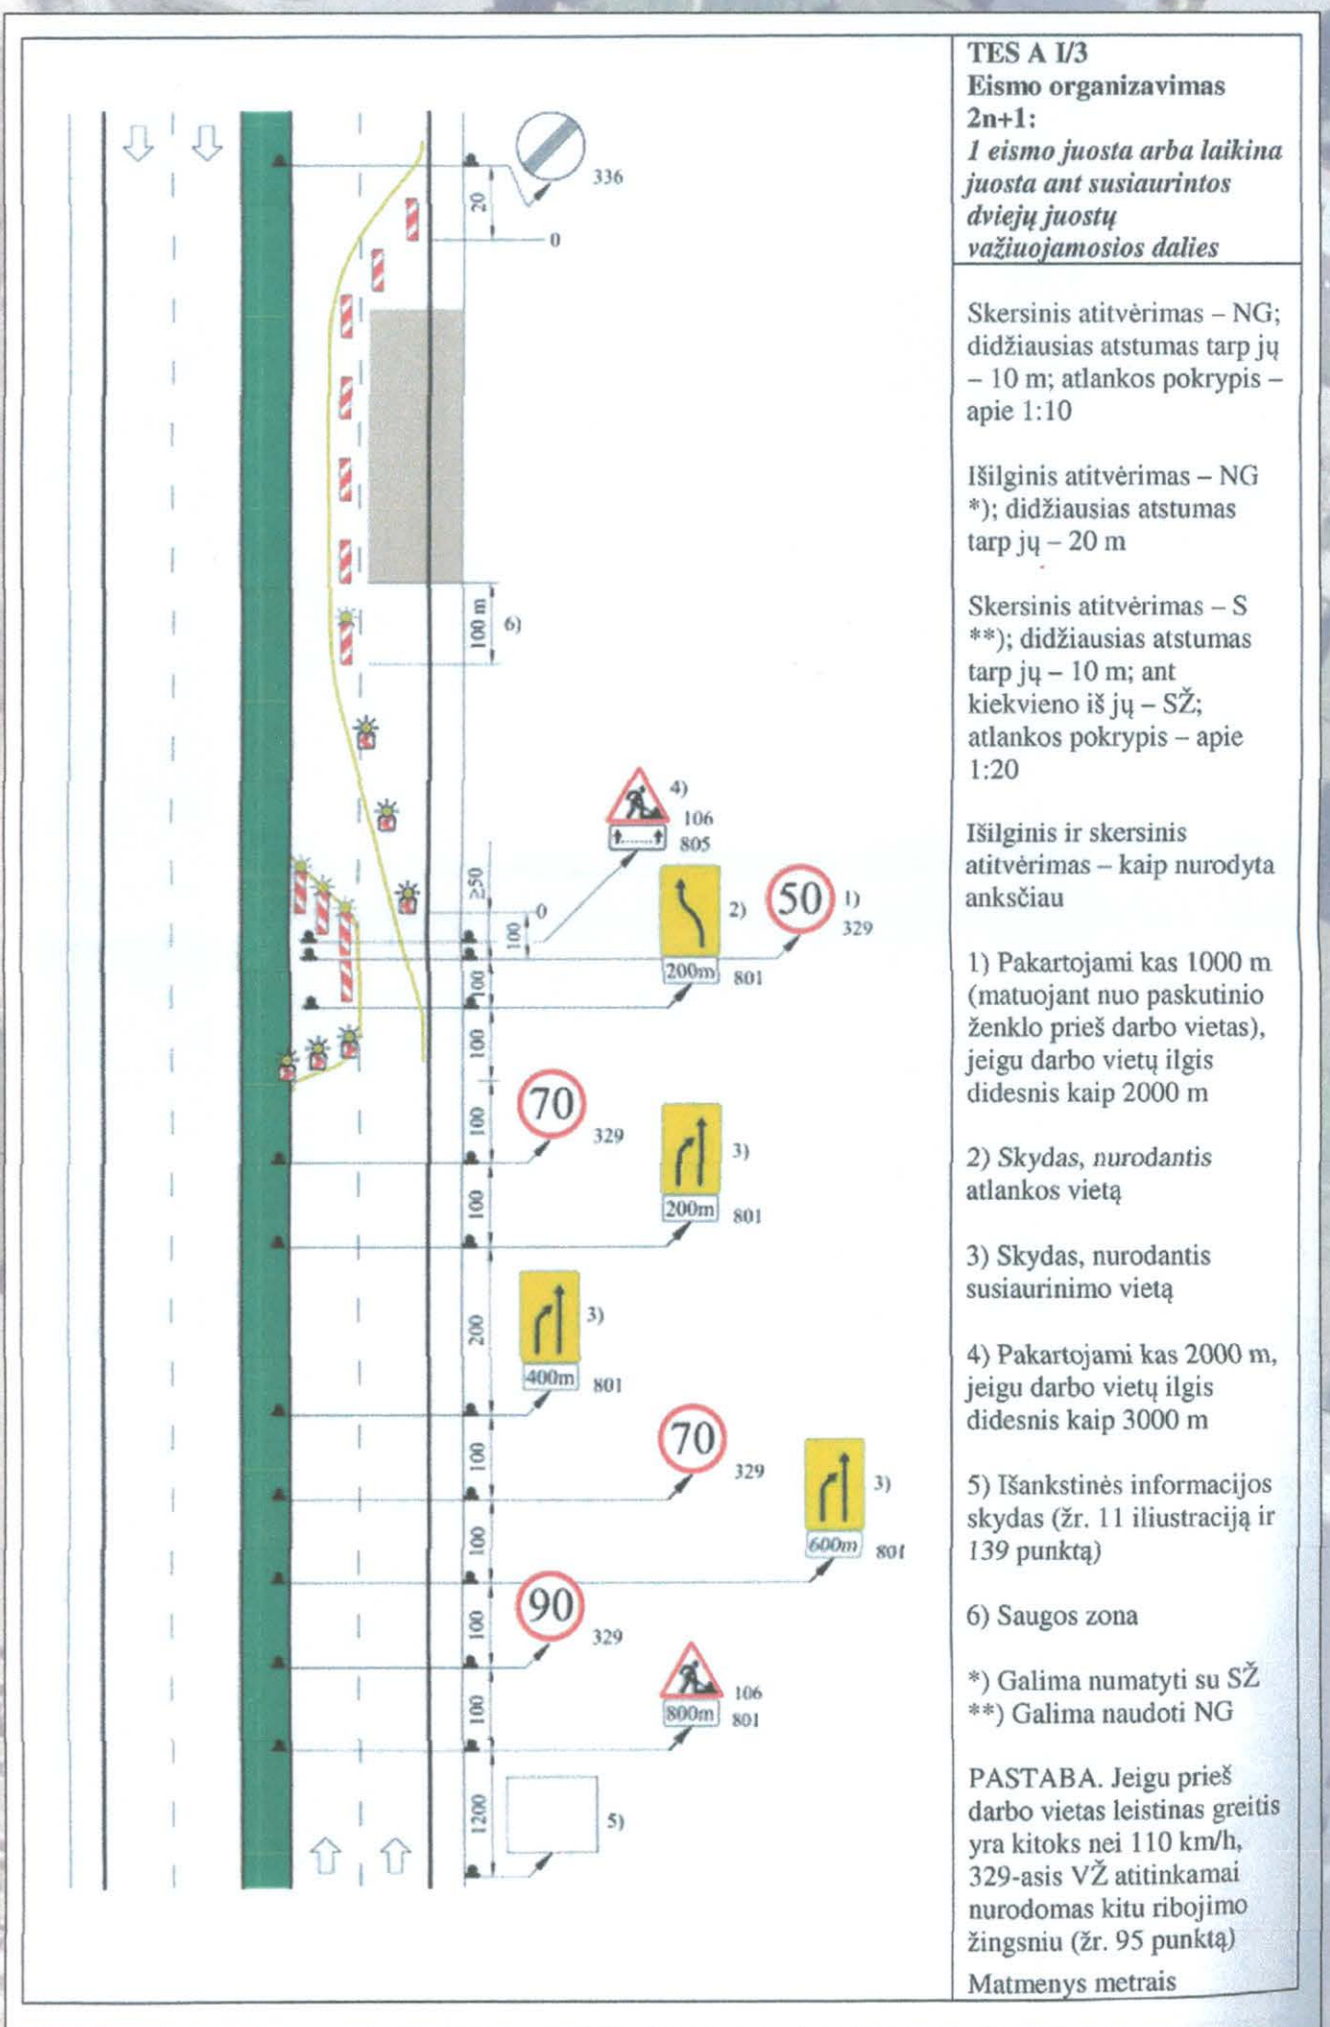 336
20
0
100 m
6)
4)
106
805
≥50
0
100
2)
50
1)
329
200m
801
100
100
70
329
100
3)
200m
801
100
3)
400m
801
200
70
329
100
3)
600m
801
100
90
329
100
106
800m
801
100
1200
5)
TES A I/3
Eismo organizavimas
2n+1:
1 eismo juosta arba laikina
juosta ant susiaurintos
dviejų juostų
važiuojamosios dalies
Skersinis atitvėrimas – NG;
didžiausias atstumas tarp jų
– 10 m; atlankos pokrypis –
apie 1:10
Išilginis atitvėrimas – NG
*); didžiausias atstumas
tarp jų – 20 m
Skersinis atitvėrimas – S
**); didžiausias atstumas
tarp jų – 10 m; ant
kiekvieno iš jų – SŽ;
atlankos pokrypis – apie
1:20
Išilginis ir skersinis
atitvėrimas – kaip nurodyta
anksčiau
1) Pakartojami kas 1000 m
(matuojant nuo paskutinio
ženklo prieš darbo vietas),
jeigu darbo vietų ilgis
didesnis kaip 2000 m
2) Skydas, nurodantis
atlankos vietą
3) Skydas, nurodantis
susiaurinimo vietą
4) Pakartojami kas 2000 m,
jeigu darbo vietų ilgis
didesnis kaip 3000 m
5) Išankstinės informacijos
skydas (žr. 11 iliustraciją ir
139 punktą)
6) Saugos zona
*) Galima numatyti su SŽ
**) Galima naudoti NG
PASTABA. Jeigu prieš
darbo vietas leistinas greitis
yra kitoks nei 110 km/h,
329-asis VŽ atitinkamai
nurodomas kitu ribojimo
žingsniu (žr. 95 punktą)
Matmenys metrais